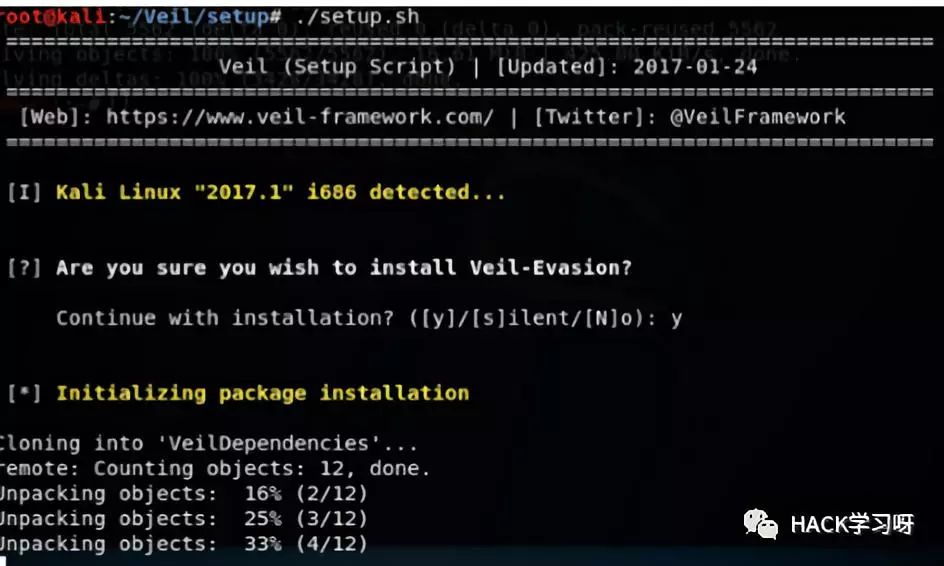 root@kali:~/Veil/setup# ./setup.sh
==========================================================================
Veil (Setup Script) | [Updated]: 2017-01-24
==========================================================================
[Web]: https://www.veil-framework.com/ | [Twitter]: @VeilFramework
==========================================================================
[I] Kali Linux "2017.1" i686 detected...
[?] Are you sure you wish to install Veil-Evasion?
Continue with installation? ([y]/[s]ilent/[N]o): y
[*] Initializing package installation
Cloning into 'VeilDependencies'...
remote: Counting objects: 12, done.
Unpacking objects:  16% (2/12)
Unpacking objects:  25% (3/12)
Unpacking objects:  33% (4/12)
HACK学习呀